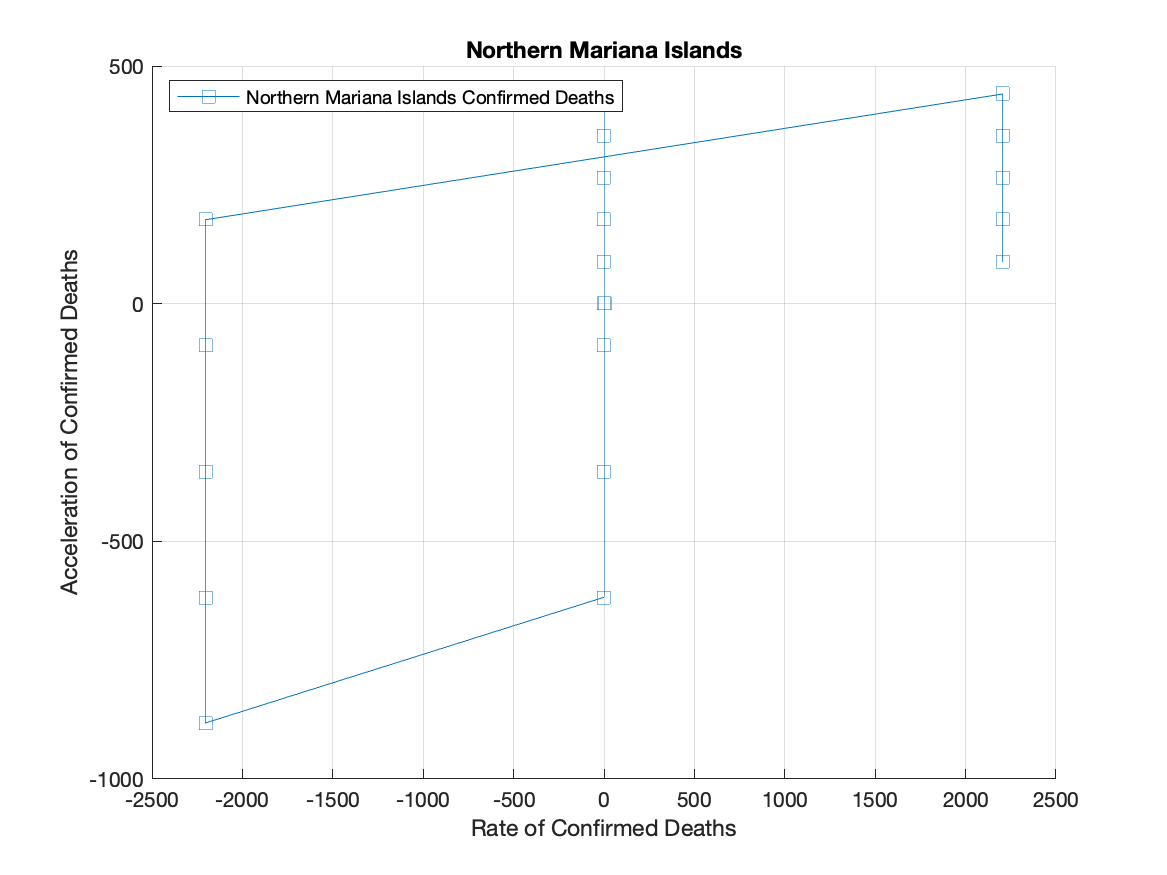 Northern Mariana Islands
500
Northern Mariana Islands Confirmed Deaths
0
-500
-1000
Acceleration of Confirmed Deaths
-2500 -2000 -1500 -1000 -500 0 500 1000 1500 2000 2500
Rate of Confirmed Deaths